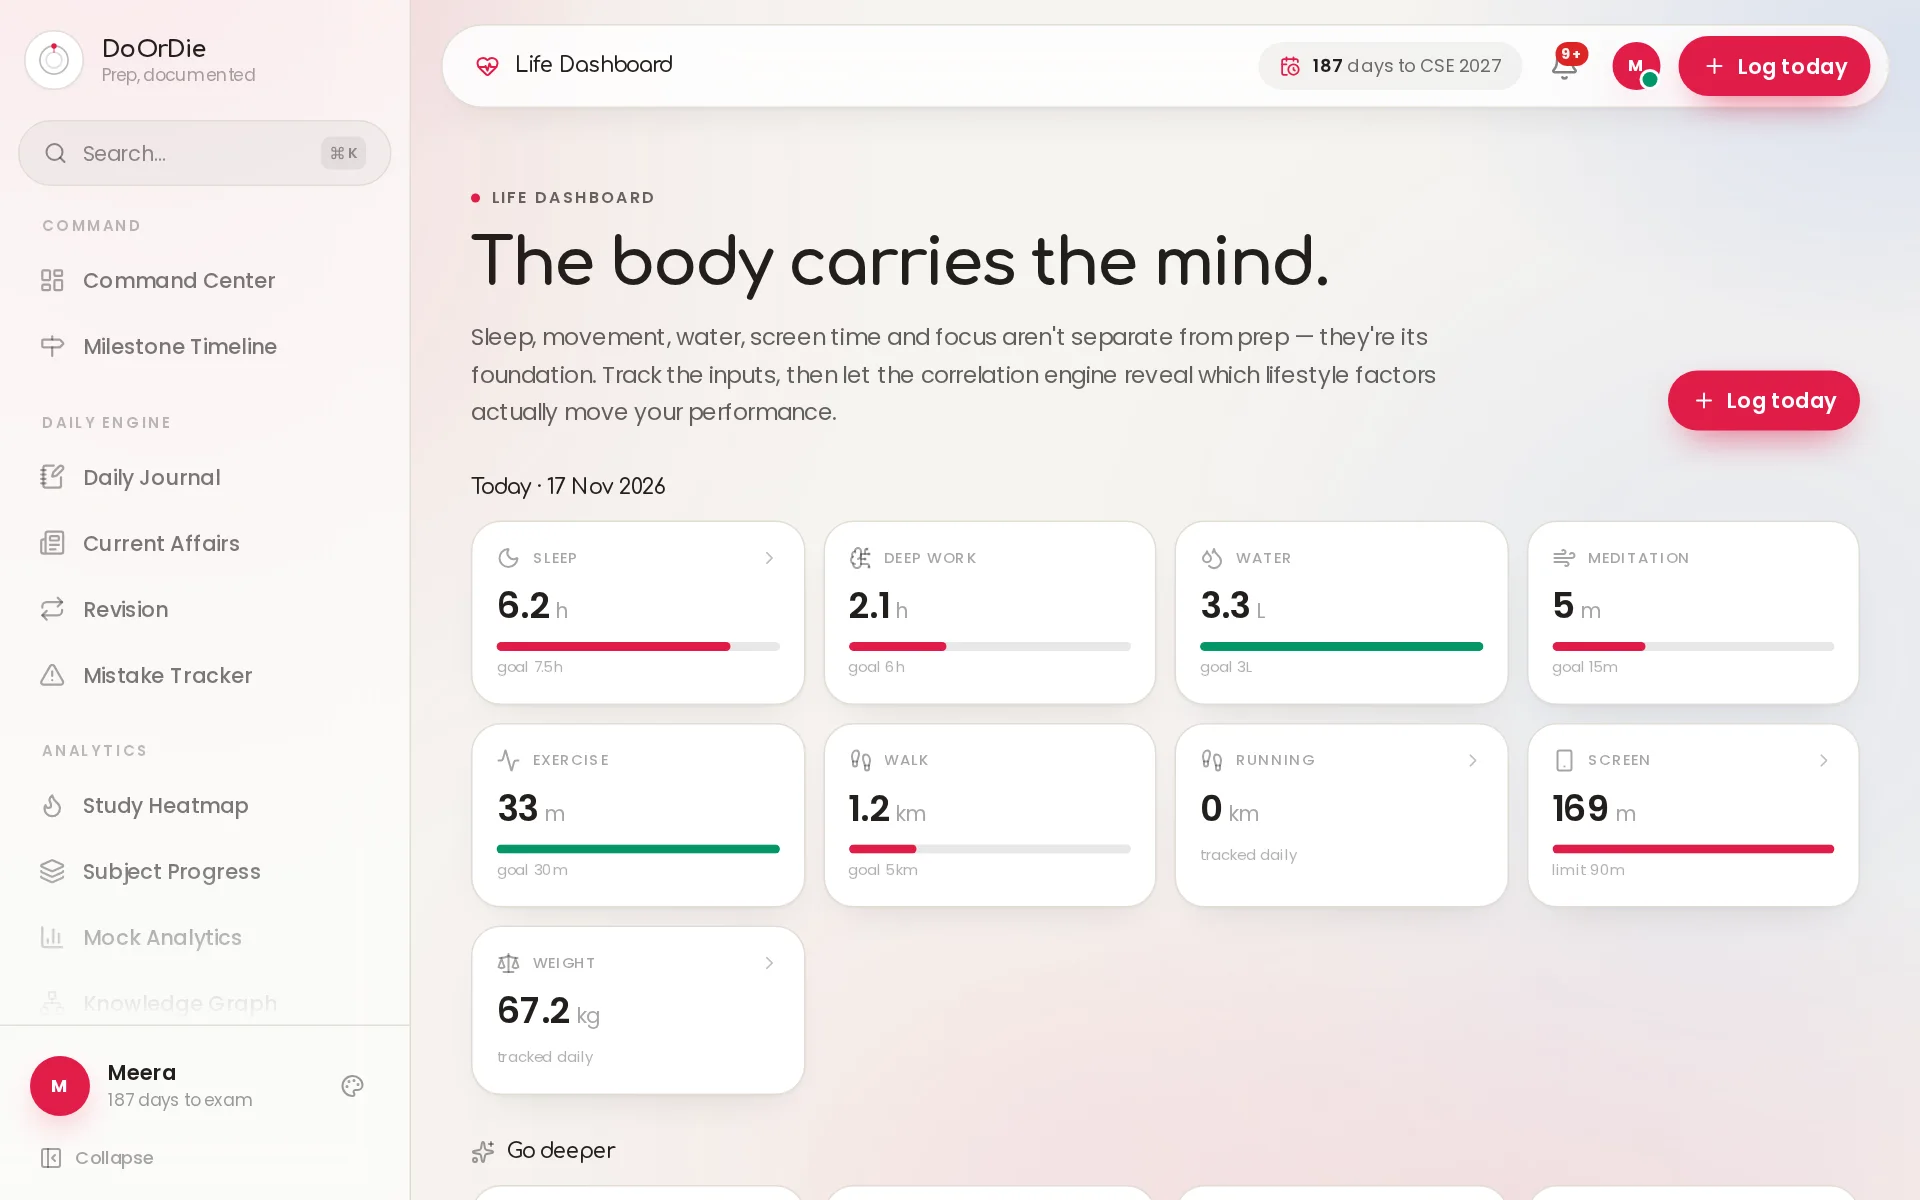 DoOrDie
Prep, documented
Search...
⌘K
COMMAND
Command Center
Milestone Timeline
DAILY ENGINE
Daily Journal
Current Affairs
Revision
Mistake Tracker
ANALYTICS
Study Heatmap
Subject Progress
Mock Analytics
Knowledge Graph
M
Meera
187 days to exam
Collapse
Life Dashboard
187 days to CSE 2027
9+
M
+ Log today
LIFE DASHBOARD
The body carries the mind.
Sleep, movement, water, screen time and focus aren't separate from prep — they're its
foundation. Track the inputs, then let the correlation engine reveal which lifestyle factors
actually move your performance.
+ Log today
Today · 17 Nov 2026
SLEEP
6.2 h
goal 7.5h
DEEP WORK
2.1 h
goal 6h
WATER
3.3 L
goal 3L
MEDITATION
5 m
goal 15m
EXERCISE
33 m
goal 30m
WALK
1.2 km
goal 5km
RUNNING
0 km
tracked daily
SCREEN
169 m
limit 90m
WEIGHT
67.2 kg
tracked daily
Go deeper